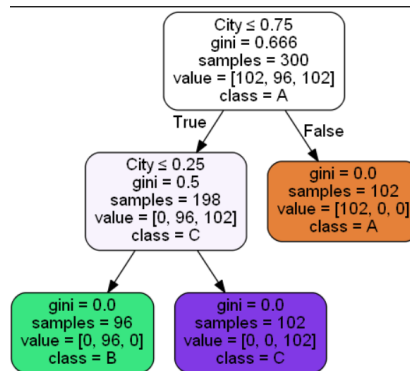 City ≤ 0.75
gini = 0.666
samples = 300
value = [102, 96, 102]
class = A
True
False
City ≤ 0.25
gini = 0.5
samples = 198
value = [0, 96, 102]
class = C
gini = 0.0
samples = 102
value = [102, 0, 0]
class = A
gini = 0.0
samples = 96
value = [0, 96, 0]
class = B
gini = 0.0
samples = 102
value = [0, 0, 102]
class = C